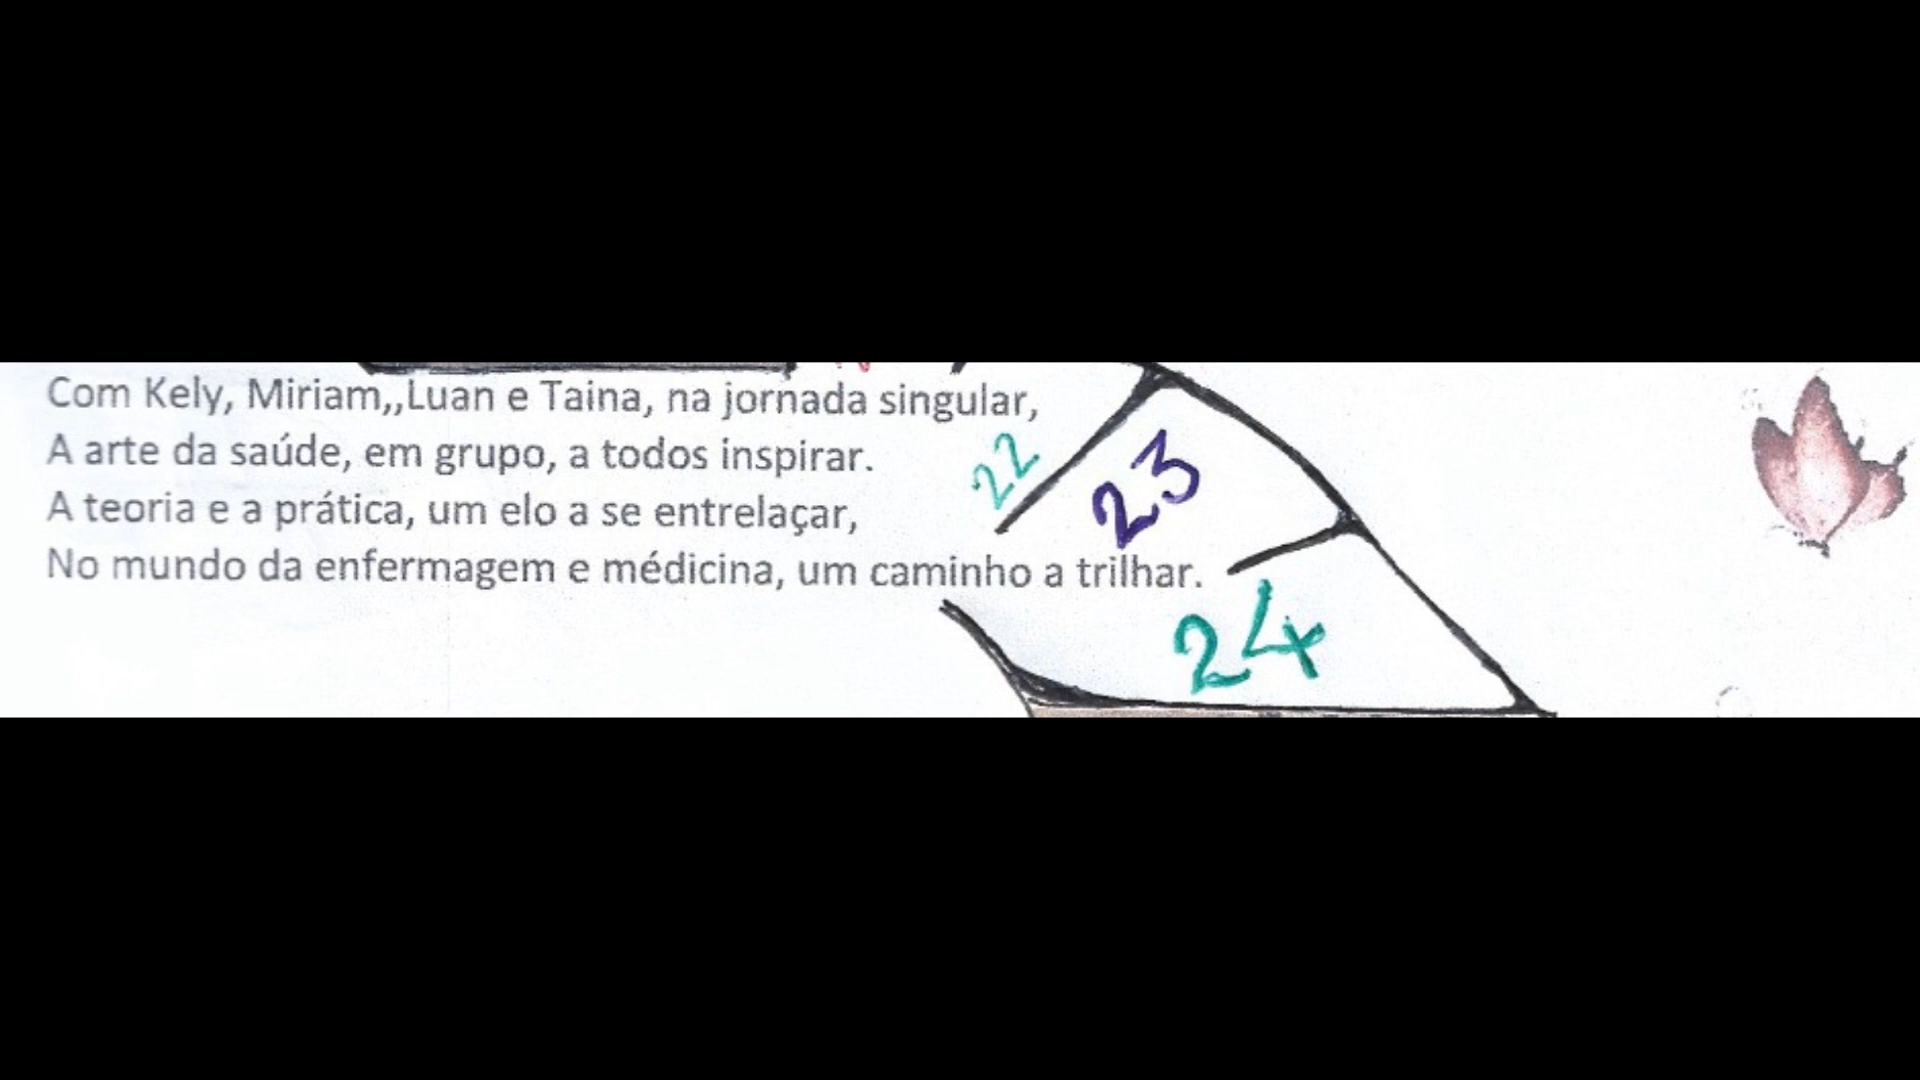 Com Kely, Miriam,,Luan e Taina, na jornada singular,
A arte da saúde, em grupo, a todos inspirar.
A teoria e a prática, um elo a se entrelaçar,
No mundo da enfermagem e médicina, um caminho a trilhar.
22
23
24